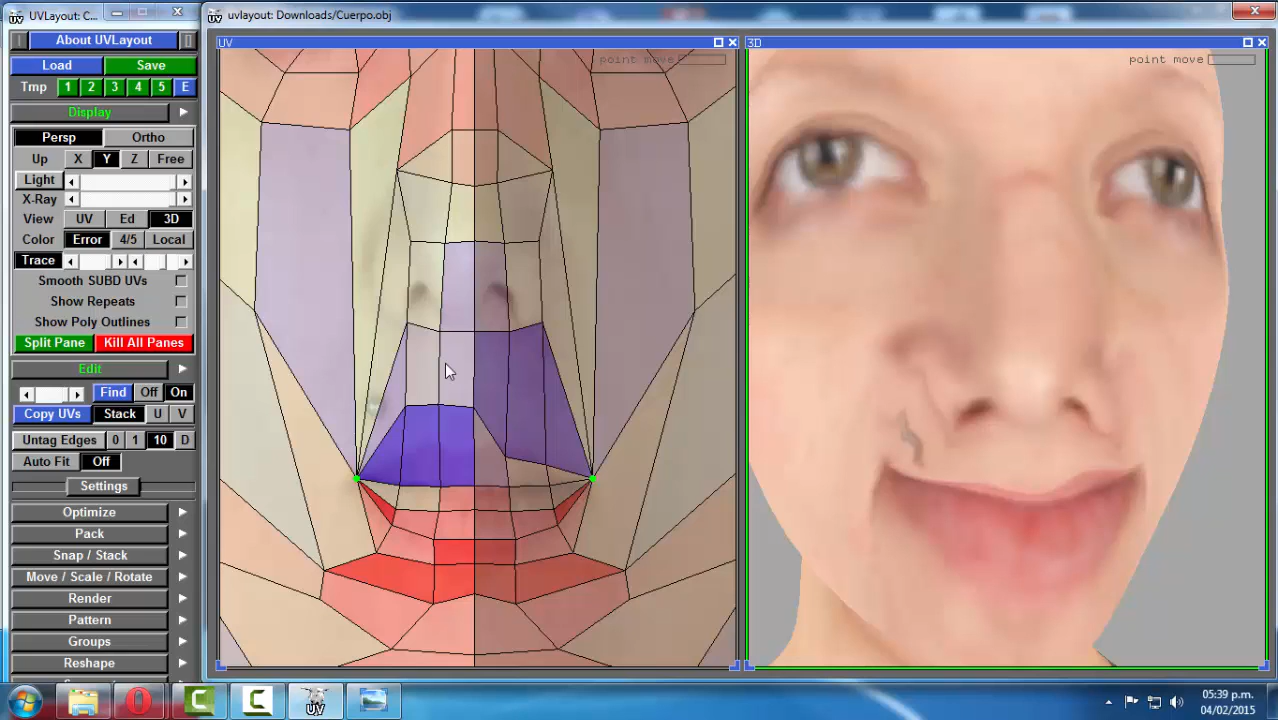 UVLayout: C...
uvlayout: Downloads/Cuerpo.obj
About UVLayout
Load Save
Tmp 1 2 3 4 5 E
Display
Persp Ortho
Up X Y Z Free
Light
X-Ray
View UV Ed 3D
Color Error 4/5 Local
Trace
Smooth SUBD UVs
Show Repeats
Show Poly Outlines
Split Pane Kill All Panes
Edit
Find Off On
Copy UVs Stack U V
Untag Edges 0 1 10 D
Auto Fit Off
Settings
Optimize
Pack
Snap / Stack
Move / Scale / Rotate
Render
Pattern
Groups
Reshape
UV
point move
3D
point move
UV
05:39 p.m.
04/02/2015